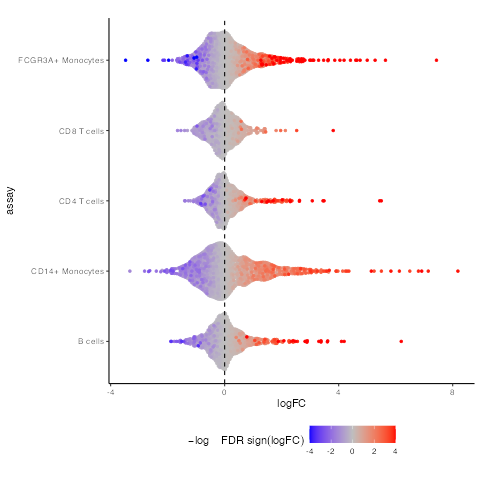 assay
FCGR3A+ Monocytes
CD8 T cells
CD4 T cells
CD14+ Monocytes
B cells
-4 0 4 8
logFC
−log FDR sign(logFC)
-4 -2 0 2 4